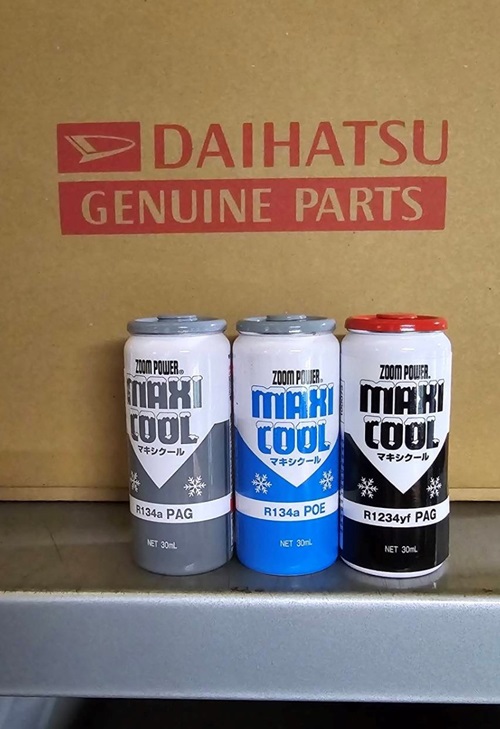 DAIHATSU
GENUINE PARTS
ZOOM POWER®
MAXI
COOL
マキシクール
R134a PAG
NET 30mL
ZOOM POWER®
MAXI
COOL
マキシクール
R134a POE
NET 30mL
ZOOM POWER®
MAXI
COOL
マキシクール
R1234yf PAG
NET 30mL